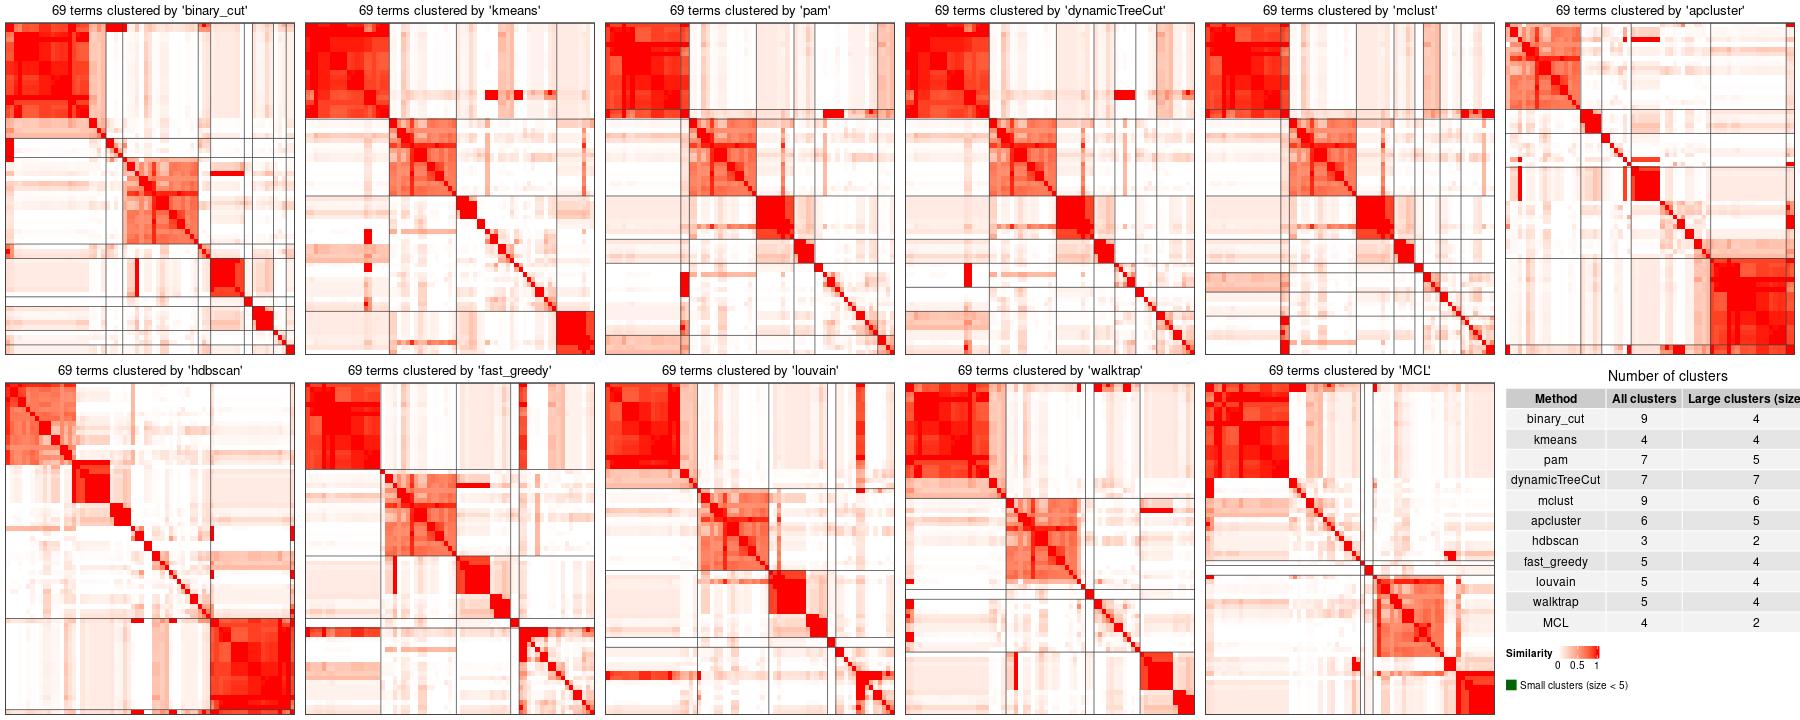 69 terms clustered by 'binary_cut'
69 terms clustered by 'kmeans'
69 terms clustered by 'pam'
69 terms clustered by 'dynamicTreeCut'
69 terms clustered by 'mclust'
69 terms clustered by 'apcluster'
69 terms clustered by 'hdbscan'
69 terms clustered by 'fast_greedy'
69 terms clustered by 'louvain'
69 terms clustered by 'walktrap'
69 terms clustered by 'MCL'
Number of clusters
Method All clusters Large clusters (size
binary_cut 9 4
kmeans 4 4
pam 7 5
dynamicTreeCut 7 7
mclust 9 6
apcluster 6 5
hdbscan 3 2
fast_greedy 5 4
louvain 5 4
walktrap 5 4
MCL 4 2
Similarity
0 0.5 1
Small clusters (size < 5)